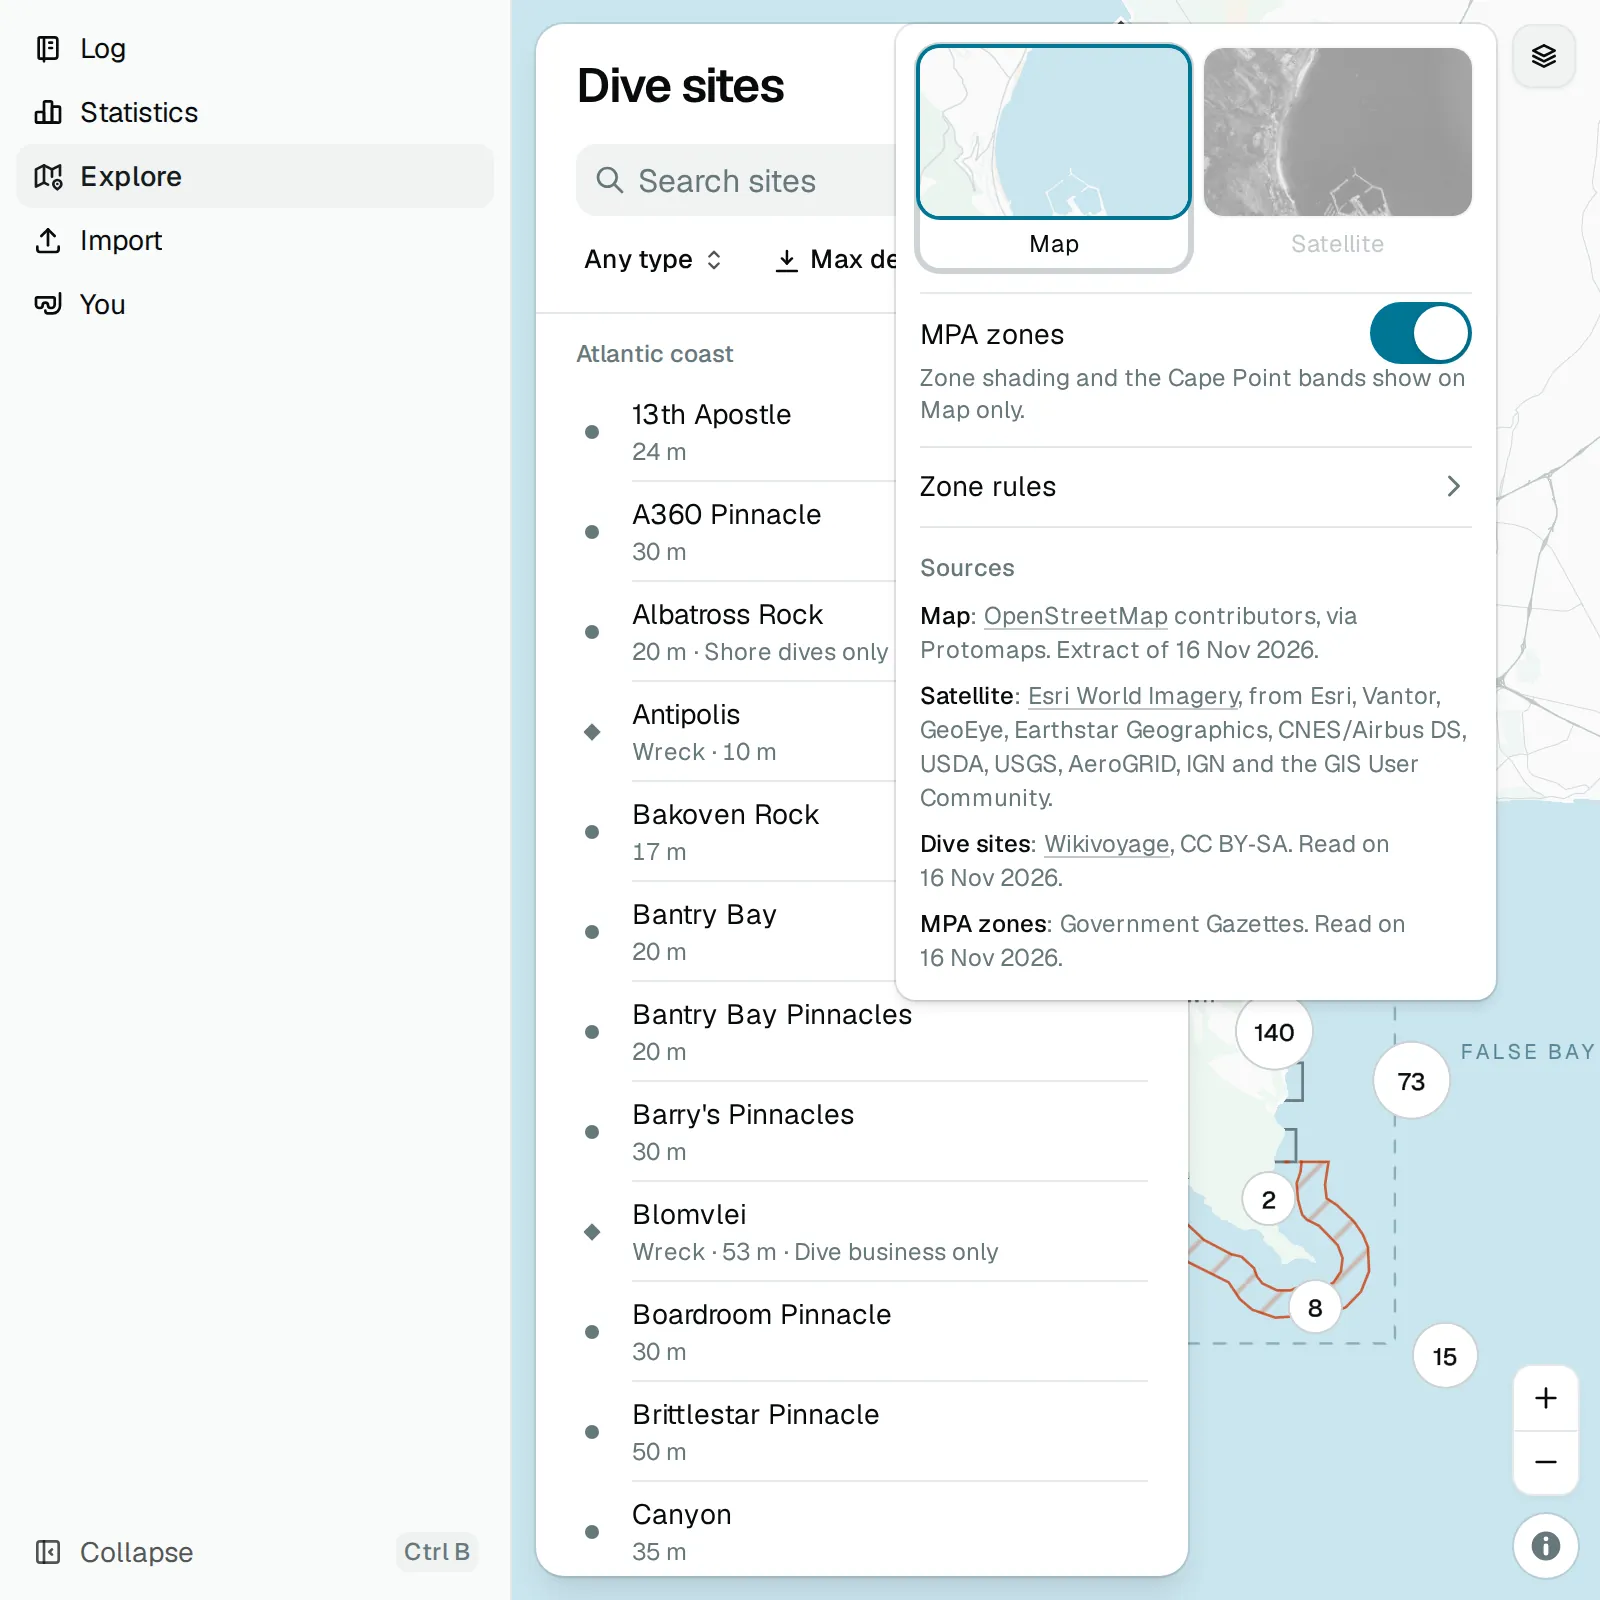 Log
Statistics
Explore
Import
You
Collapse
Ctrl B
Dive sites
Search sites
Any type
Max de
Atlantic coast
13th Apostle
24 m
A360 Pinnacle
30 m
Albatross Rock
20 m · Shore dives only
Antipolis
Wreck · 10 m
Bakoven Rock
17 m
Bantry Bay
20 m
Bantry Bay Pinnacles
20 m
Barry's Pinnacles
30 m
Blomvlei
Wreck · 53 m · Dive business only
Boardroom Pinnacle
30 m
Brittlestar Pinnacle
50 m
Canyon
35 m
Map
Satellite
MPA zones
Zone shading and the Cape Point bands show on
Map only.
Zone rules
Sources
Map: OpenStreetMap contributors, via
Protomaps. Extract of 16 Nov 2026.
Satellite: Esri World Imagery, from Esri, Vantor,
GeoEye, Earthstar Geographics, CNES/Airbus DS,
USDA, USGS, AeroGRID, IGN and the GIS User
Community.
Dive sites: Wikivoyage, CC BY-SA. Read on
16 Nov 2026.
MPA zones: Government Gazettes. Read on
16 Nov 2026.
140
73
FALSE BAY
2
8
15